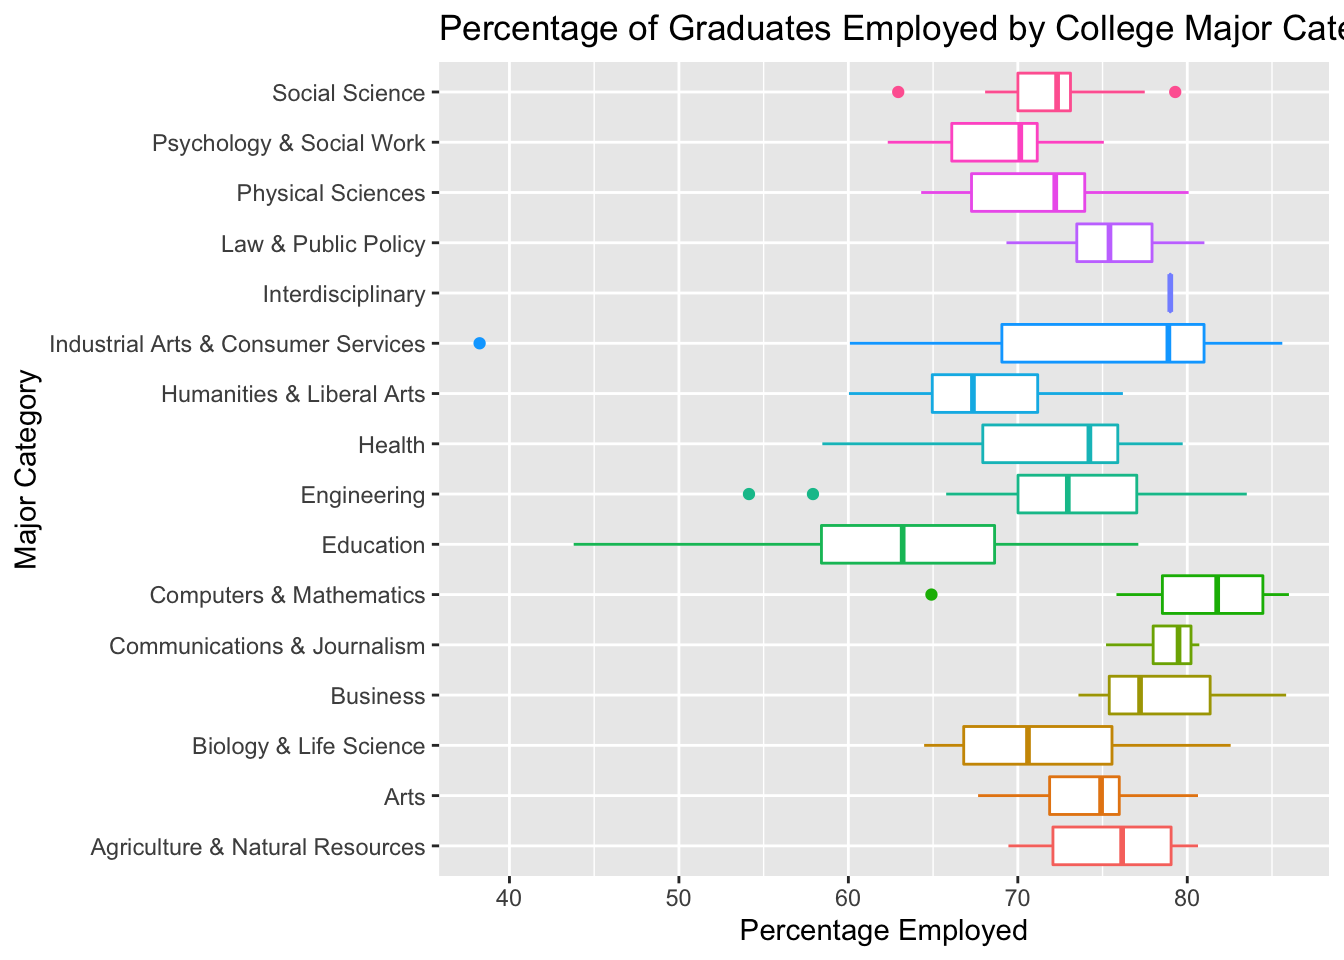 Percentage of Graduates Employed by College Major Cate
Social Science
Psychology & Social Work
Physical Sciences
Law & Public Policy
Interdisciplinary
Industrial Arts & Consumer Services
Humanities & Liberal Arts
Health
Engineering
Education
Computers & Mathematics
Communications & Journalism
Business
Biology & Life Science
Arts
Agriculture & Natural Resources
Major Category
40 50 60 70 80
Percentage Employed